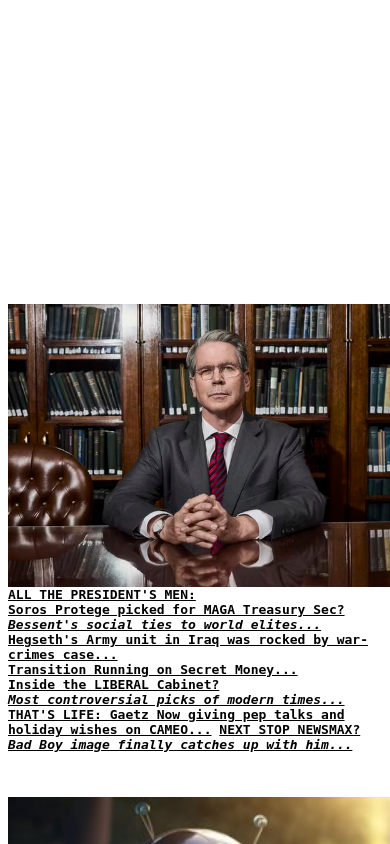 ALL THE PRESIDENT'S MEN:
Soros Protege picked for MAGA Treasury Sec?
Bessent's social ties to world elites...
Hegseth's Army unit in Iraq was rocked by war-
crimes case...
Transition Running on Secret Money...
Inside the LIBERAL Cabinet?
Most controversial picks of modern times...
THAT'S LIFE: Gaetz Now giving pep talks and
holiday wishes on CAMEO... NEXT STOP NEWSMAX?
Bad Boy image finally catches up with him...